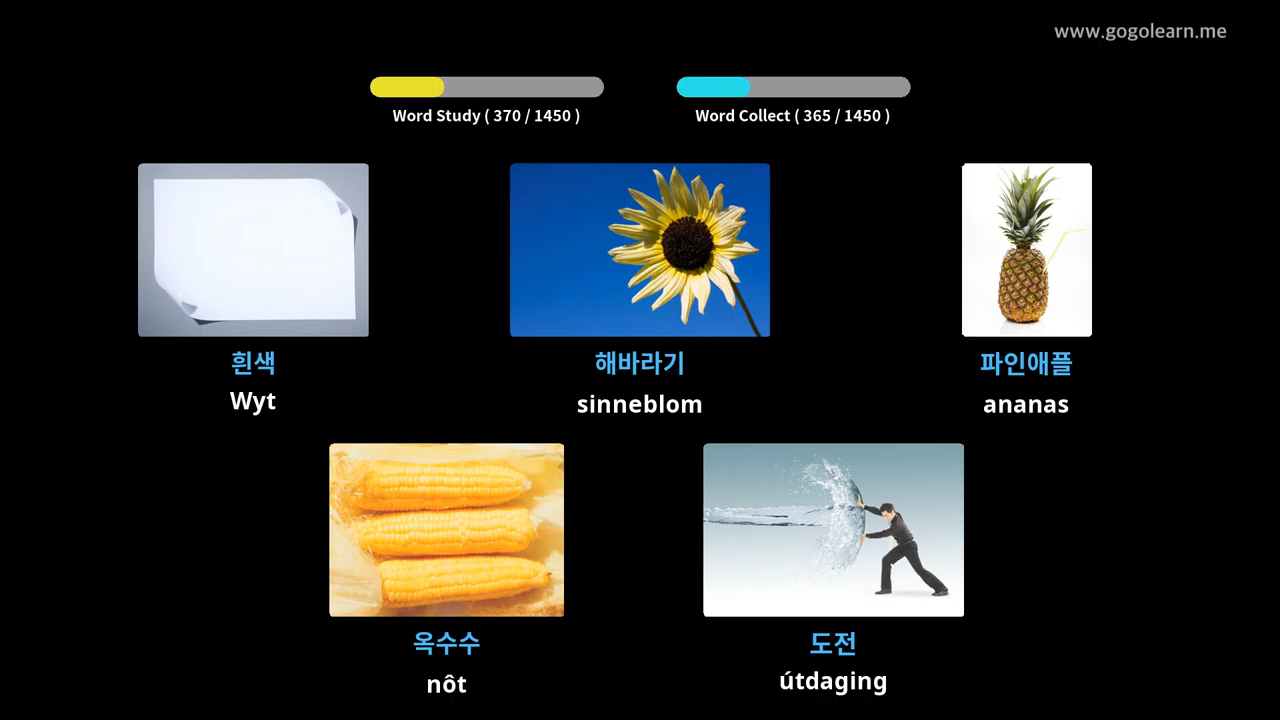 www.gogolearn.me
Word Study ( 370 / 1450 )
Word Collect ( 365 / 1450 )
흰색
Wyt
해바라기
sinneblom
파인애플
ananas
옥수수
nôt
도전
útdaging